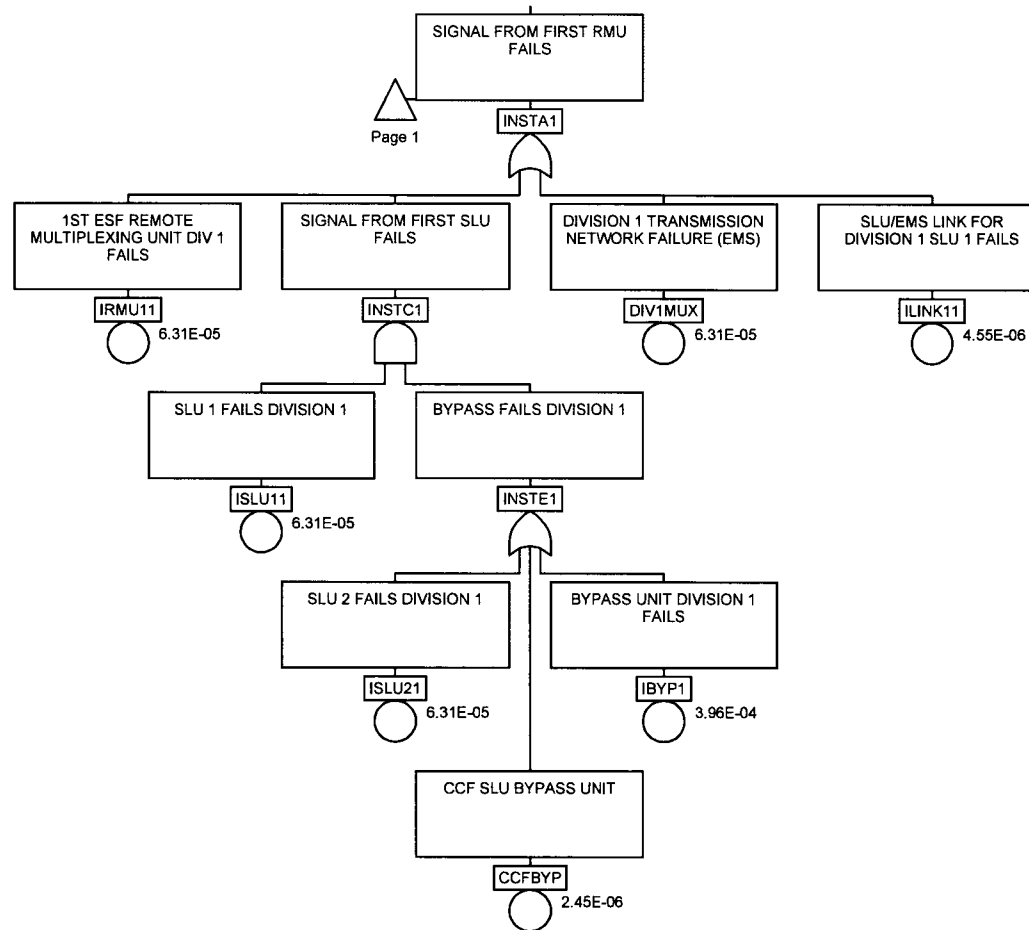 SIGNAL FROM FIRST RMU
FAILS
Page 1
INSTA1
1ST ESF REMOTE
MULTIPLEXING UNIT DIV 1
FAILS
SIGNAL FROM FIRST SLU
FAILS
DIVISION 1 TRANSMISSION
NETWORK FAILURE (EMS)
SLU/EMS LINK FOR
DIVISION 1 SLU 1 FAILS
IRMU11
6.31E-05
INSTC1
DIV1MUX
6.31E-05
ILINK11
4.55E-06
SLU 1 FAILS DIVISION 1
BYPASS FAILS DIVISION 1
ISLU11
6.31E-05
INSTE1
SLU 2 FAILS DIVISION 1
BYPASS UNIT DIVISION 1
FAILS
ISLU21
6.31E-05
IBYP1
3.96E-04
CCF SLU BYPASS UNIT
CCFBYP
2.45E-06